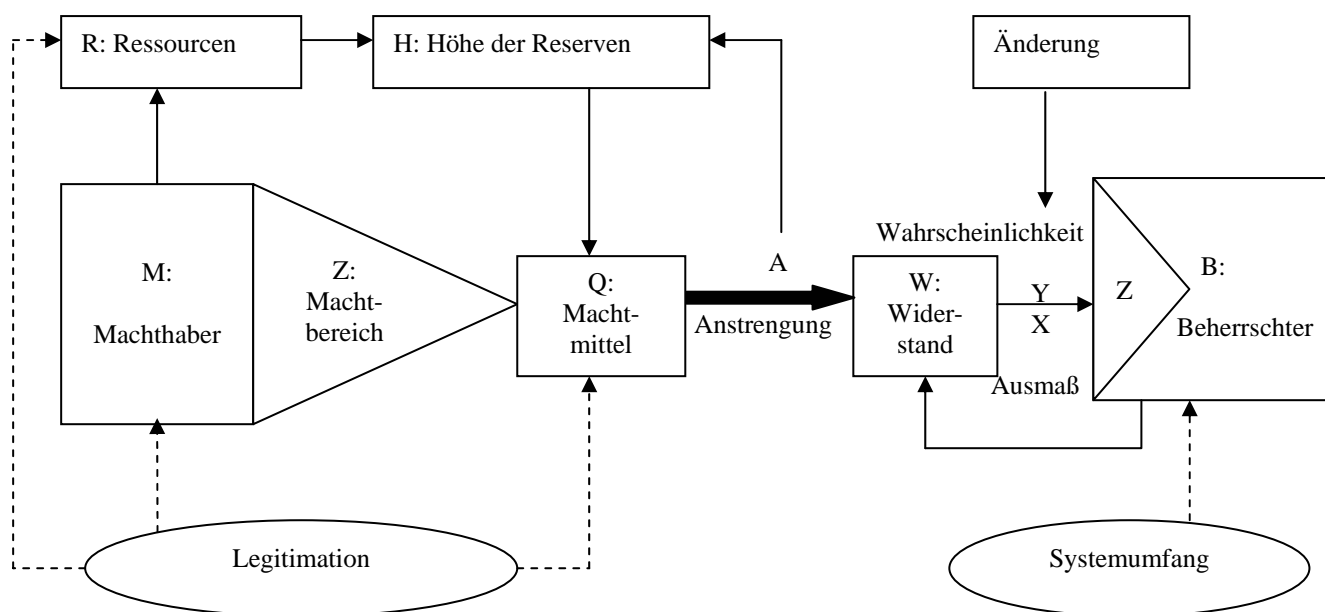 R: Ressourcen
H: Höhe der Reserven
Änderung
M:
Machthaber
Z:
Macht-
bereich
Q:
Macht-
mittel
A
Anstrengung
W:
Wider-
stand
Wahrscheinlichkeit
Y
X
Ausmaß
Z
B:
Beherrschter
Legitimation
Systemumfang